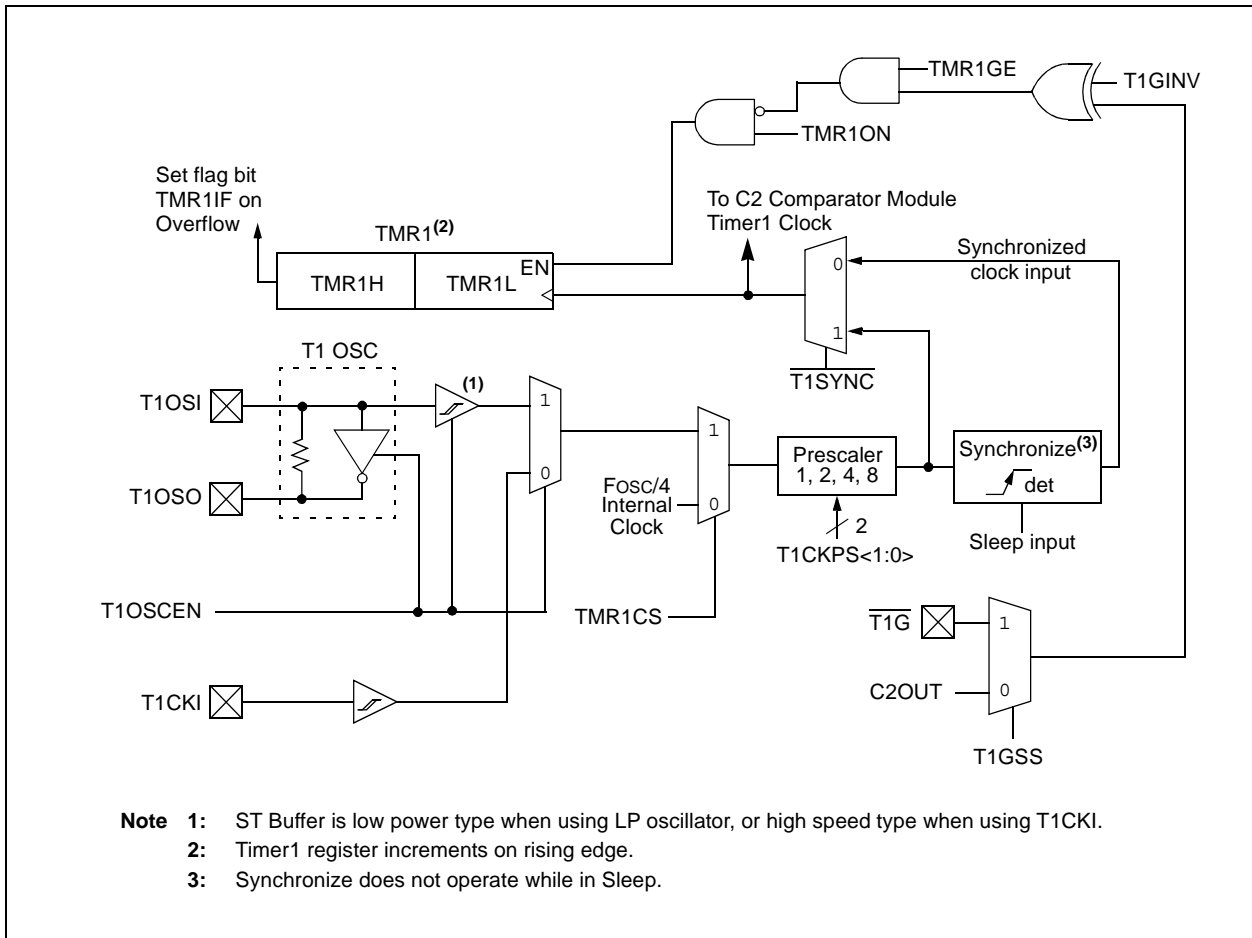 TMR1GE
T1GINV
TMR1ON
Set flag bit
TMR1IF on
Overflow
To C2 Comparator Module
Timer1 Clock
TMR1(2)
EN
TMR1H
TMR1L
0
Synchronized
clock input
1
T1SYNC
T1 OSC
(1)
T1OSI
1
1
Prescaler
1, 2, 4, 8
Synchronize(3)
det
T1OSO
0
FOSC/4
Internal
Clock
0
2
T1CKPS<1:0>
Sleep input
T1OSCEN
TMR1CS
T1G
1
T1CKI
C2OUT
0
T1GSS
Note 1: ST Buffer is low power type when using LP oscillator, or high speed type when using T1CKI.
2: Timer1 register increments on rising edge.
3: Synchronize does not operate while in Sleep.